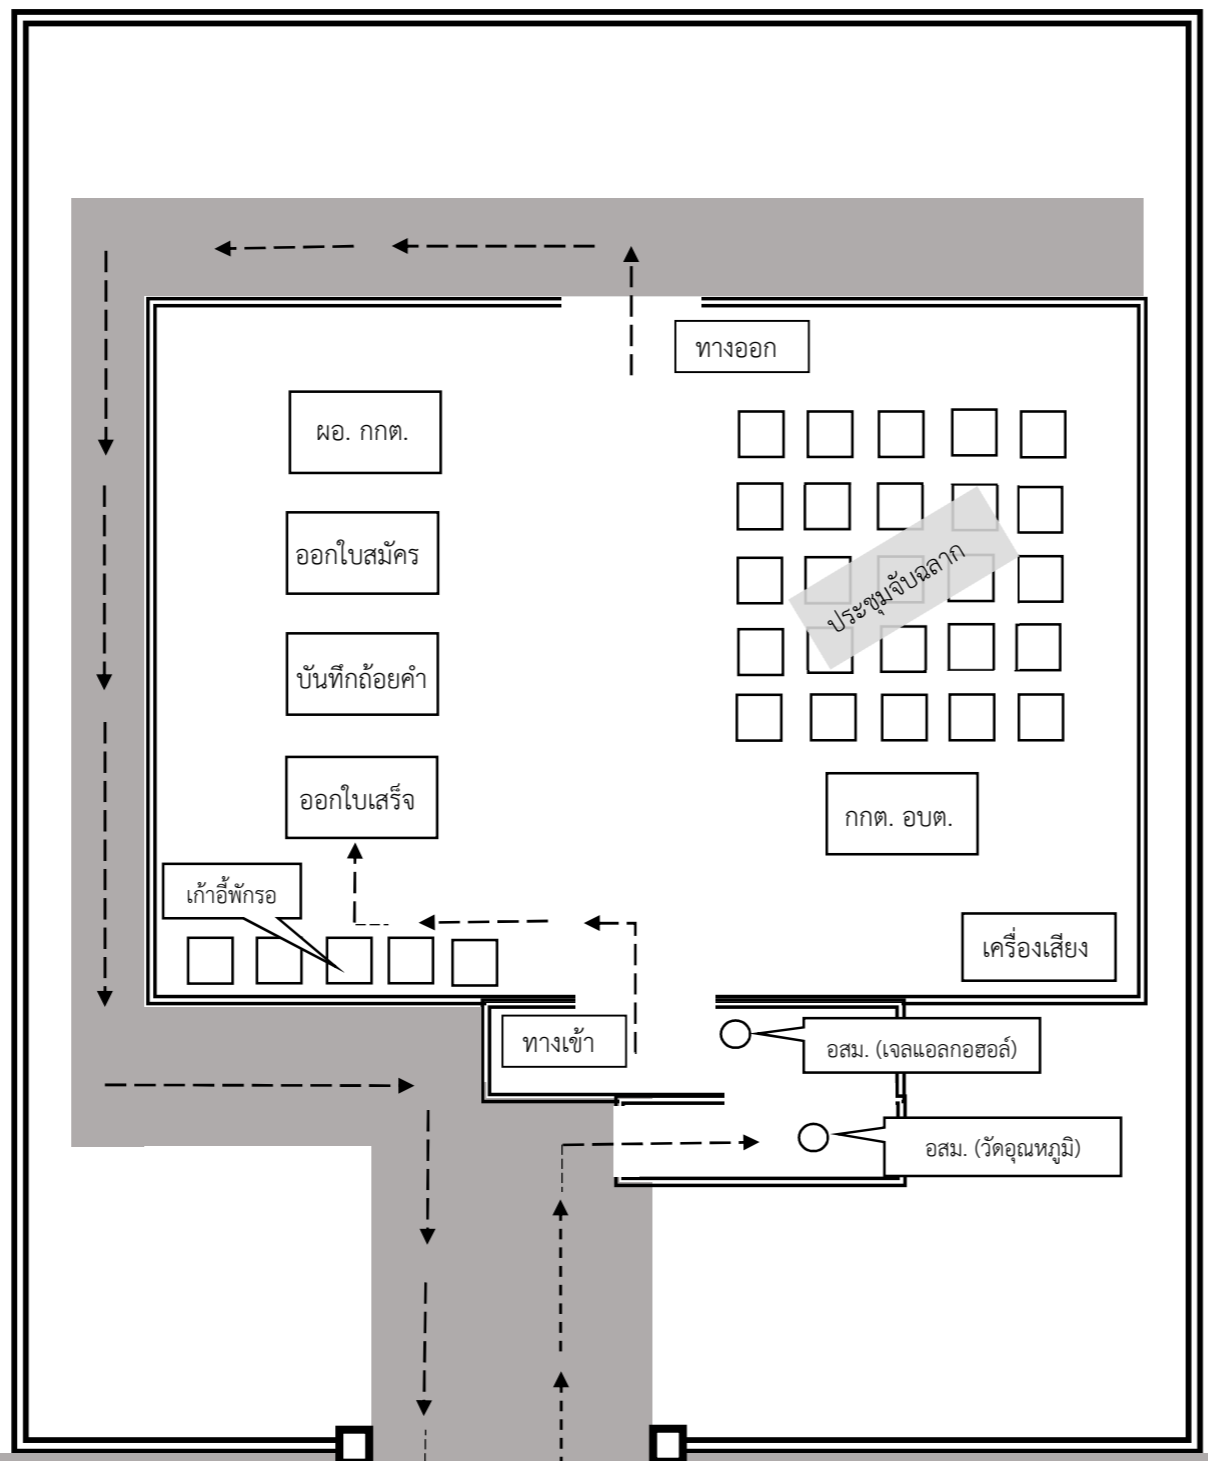 ทางออก
ผอ. กกต.
ออกใบสมัคร
ประชุมจับฉลาก
บันทึกถ้อยคำ
ออกใบเสร็จ
กกต. อบต.
เก้าอี้พักรอ
เครื่องเสียง
ทางเข้า
อสม. (เจลแอลกอฮอล์)
อสม. (วัดอุณหภูมิ)